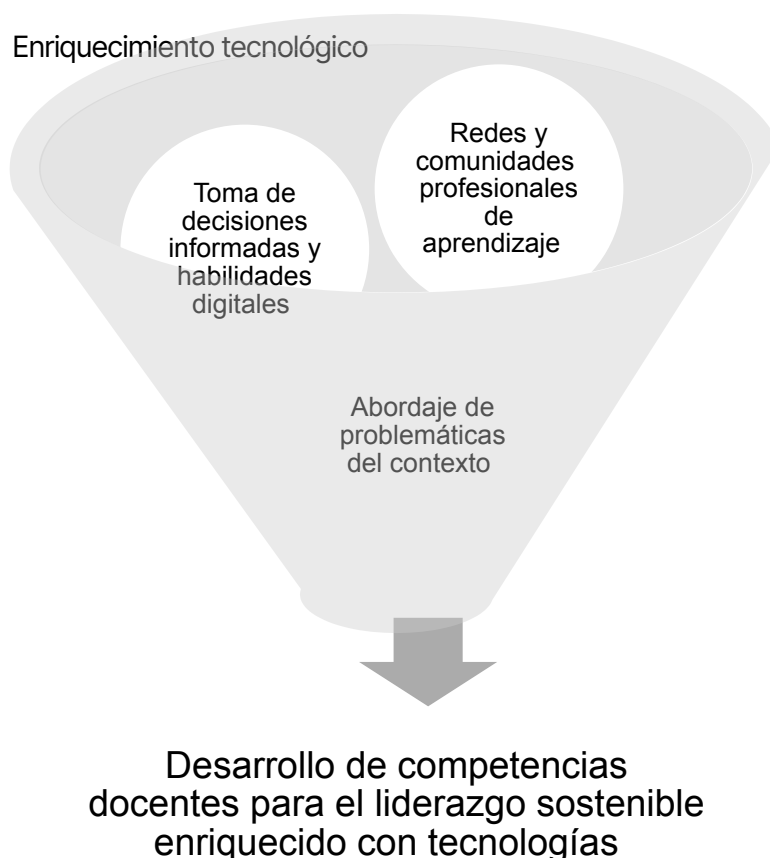 Enriquecimiento tecnológico
Toma de
decisiones
informadas y
habilidades
digitales
Redes y
comunidades
profesionales
de
aprendizaje
Abordaje de
problemáticas
del contexto
Desarrollo de competencias
docentes para el liderazgo sostenible
enriquecido con tecnologías